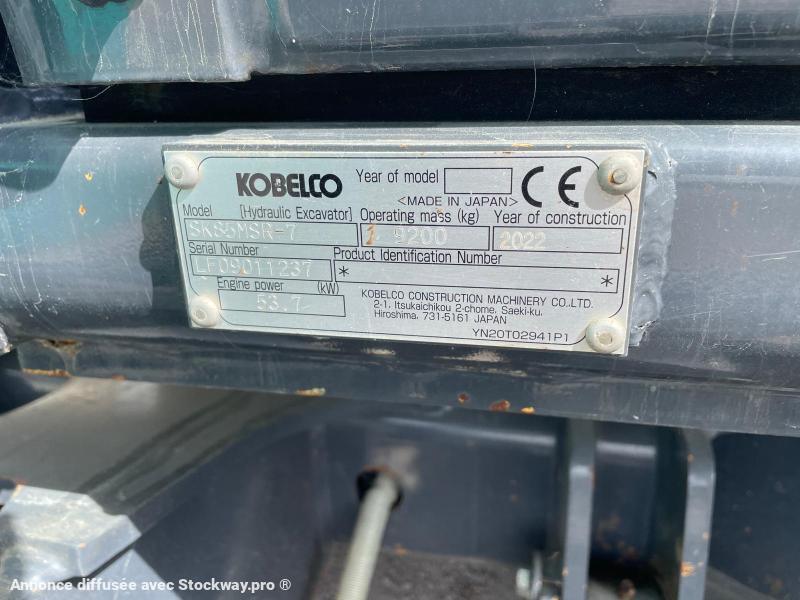 KOBELCO Year of model CE
<MADE IN JAPAN>
Model [Hydraulic Excavator] Operating mass (kg) Year of construction
SK85MSR-7 9200 2022
Serial Number Product Identification Number
LF09D11237 * *
Engine power (kW)
53.7
KOBELCO CONSTRUCTION MACHINERY CO.,LTD.
2-1, Itsukaichikou 2-chome, Saeki-ku,
Hiroshima, 731-5161 JAPAN
YN20T02941P1
Annonce diffusée avec Stockway.pro ®